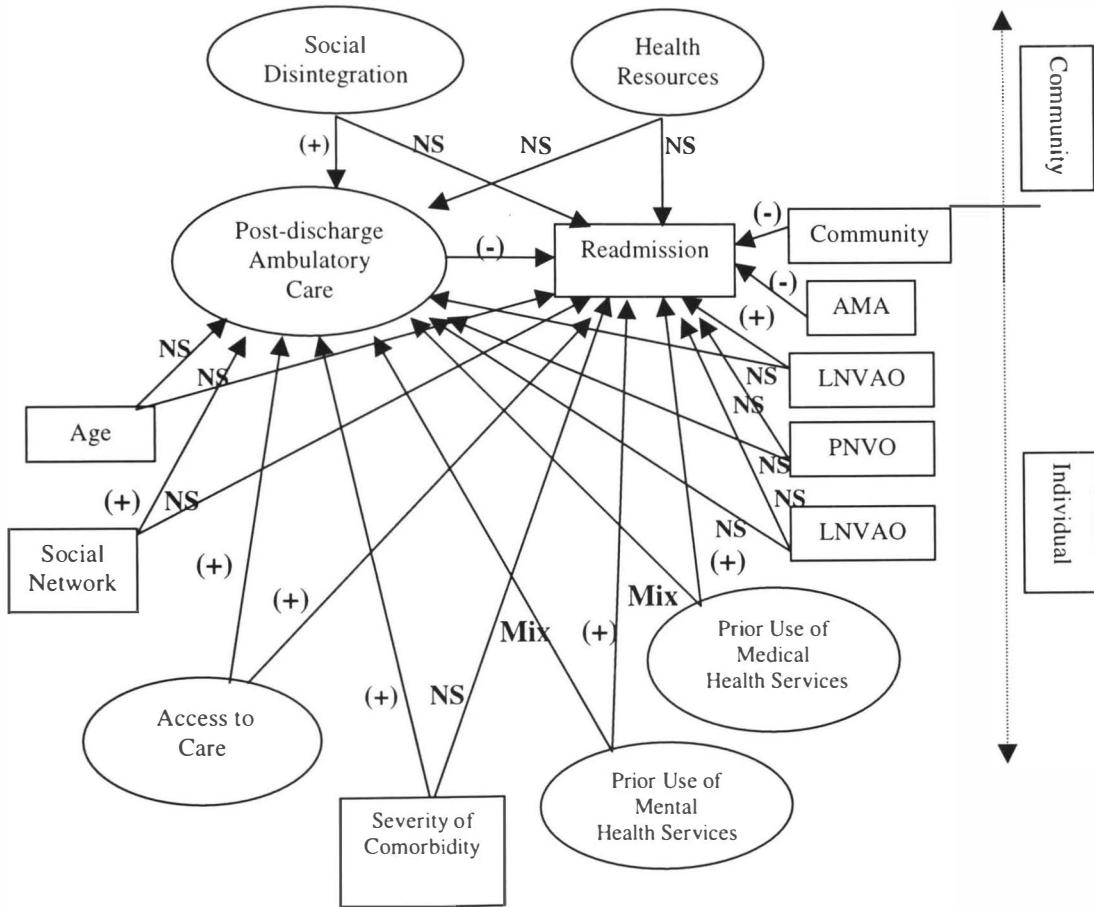 Social
Disintegration
Health
Resources
Community
(+)
NS
NS
NS
Post-discharge
Ambulatory
Care
(-)
Readmission
(-)
Community
(-)
AMA
(+)
NS
LNVAO
NS
NS
Age
NS
PNVO
NS
NS
(+)
NS
NS
LNVAO
Individual
Social
Network
(+)
(+)
(+)
Mix
Mix
(+)
Prior Use of
Medical
Health Services
(+)
NS
Access to
Care
Severity of
Comorbidity
Prior Use of
Mental
Health Services